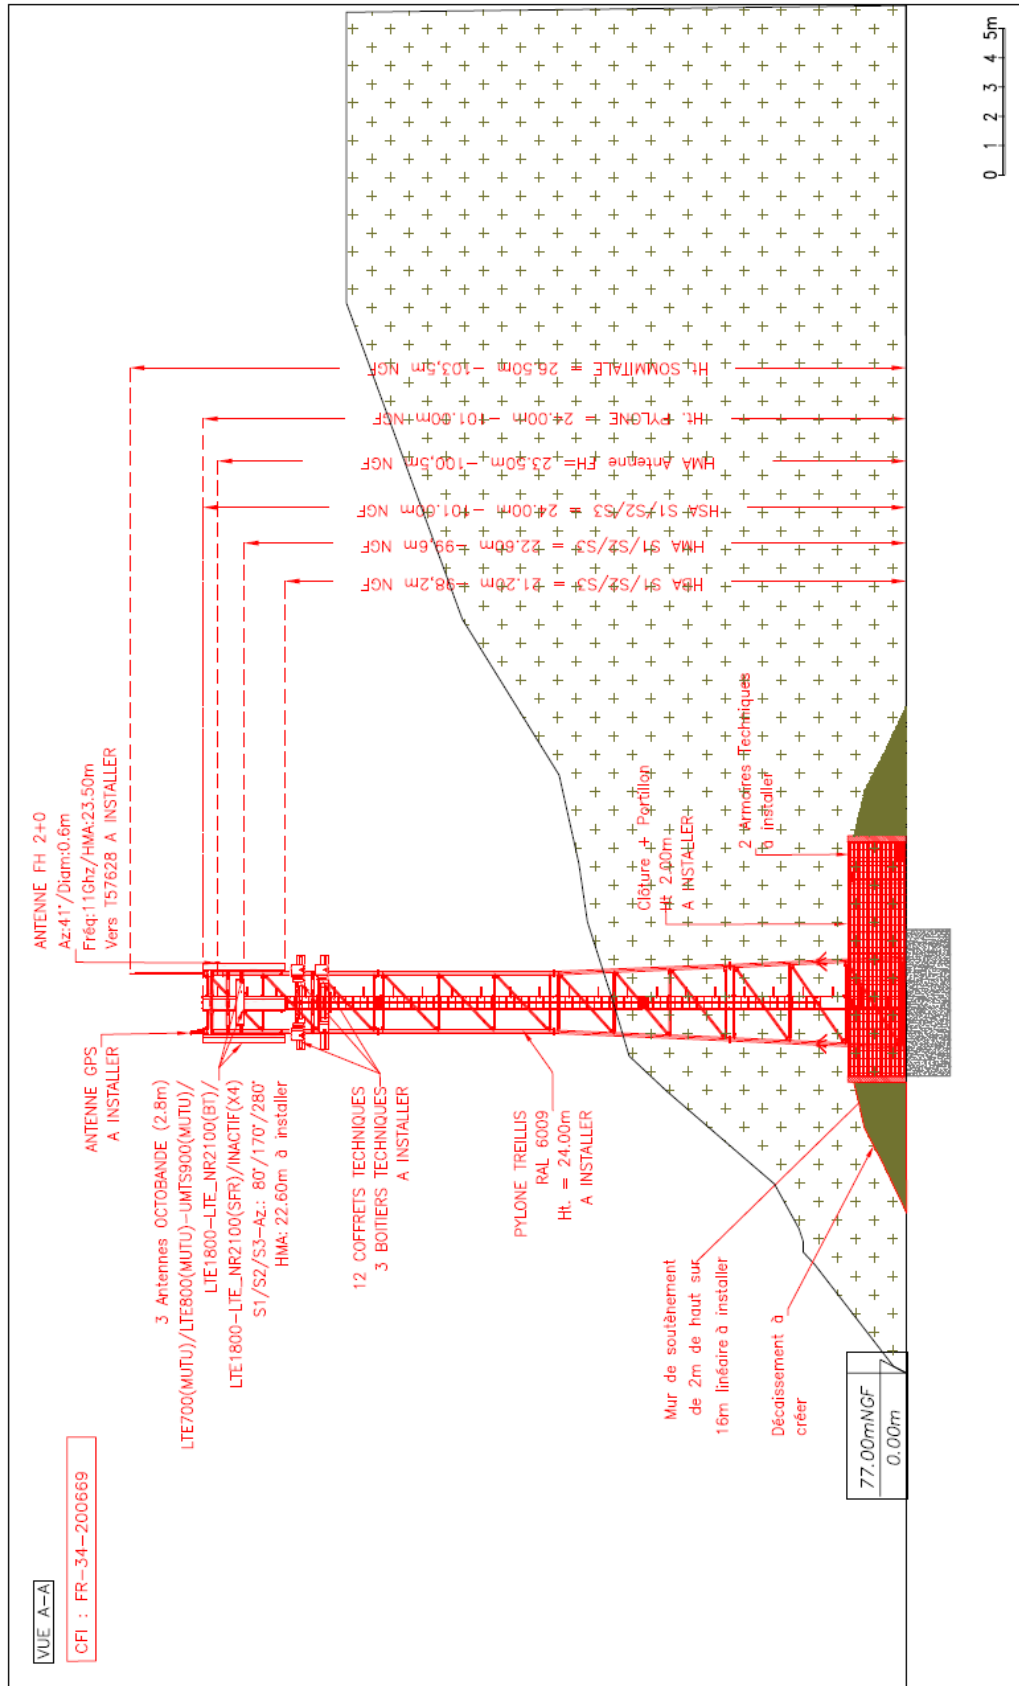 VUE A-A
CFI : FR-34-200669
ANTENNE FH 2+0
Az:41°/Diam:0.6m
Fréq:11Ghz/HMA:23.50m
Vers T57628 A INSTALLER
ANTENNE GPS
A INSTALLER
3 Antennes OCTOBANDE (2.8m)
LTE700(MUTU)/LTE800(MUTU)-UMTS900(MUTU)/
LTE1800-LTE_NR2100(BT)/
LTE1800-LTE_NR2100(SFR)/INACTIF(X4)
S1/S2/S3-Az.: 80°/170°/280°
HMA: 22.60m à installer
12 COFFRETS TECHNIQUES
3 BOITIERS TECHNIQUES
A INSTALLER
PYLONE TREILLIS
RAL 6009
Ht. = 24.00m
A INSTALLER
Mur de soutènement
de 2m de haut sur
16m linéaire à installer
Décaissement à
créer
77.00mNGF
0.00m
Clôture + Portillon
Ht 2.00m
A INSTALLER
2 Armoires Techniques
à installer
HBA S1/S2/S3 = 21.20m -98,2m NGF
HMA S1/S2/S3 = 22.60m -99,6m NGF
HSA S1/S2/S3 = 24.00m -101.00m NGF
HMA Antenne FH= 23.50m -100,5m NGF
Ht. PYLONE = 24.00m -101.00m NGF
Ht. SOMMITALE = 26.50m -103,5m NGF
0 1 2 3 4 5m